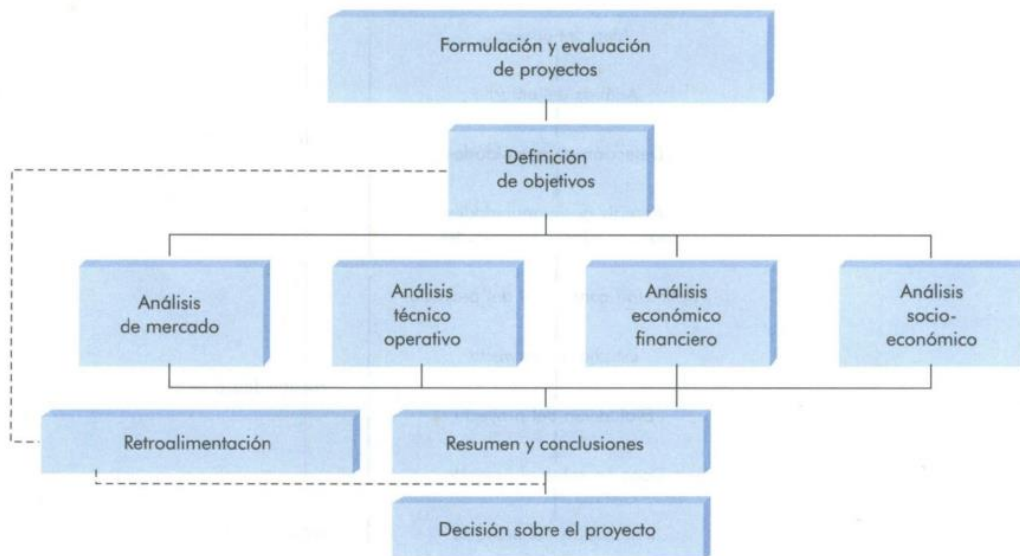 Formulación y evaluación
de proyectos
Definición
de objetivos
Análisis
de mercado
Análisis
técnico
operativo
Análisis
económico
financiero
Análisis
socio-
económico
Retroalimentación
Resumen y conclusiones
Decisión sobre el proyecto